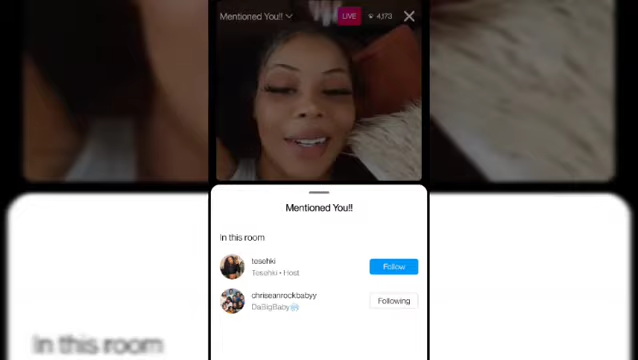 Mentioned You!!
LIVE
4,173
Mentioned You!!
In this room
tesehki
Tesehki • Host
Follow
chriseanrockbabyy
DaBigBaby🥶
Following
In this room